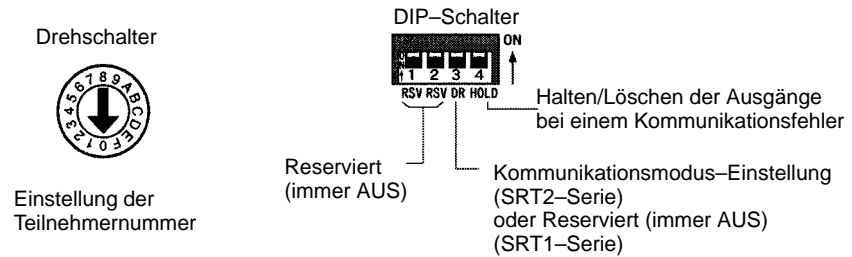 Drehschalter
6 7 8 9 A B C D E F 0 1 2 3 4 5
Einstellung der
Teilnehmernummer
DIP–Schalter
ON
1 2 3 4
RSV RSV DR HOLD
Halten/Löschen der Ausgänge
bei einem Kommunikationsfehler
Reserviert
(immer AUS)
Kommunikationsmodus–Einstellung
(SRT2–Serie)
oder Reserviert (immer AUS)
(SRT1–Serie)